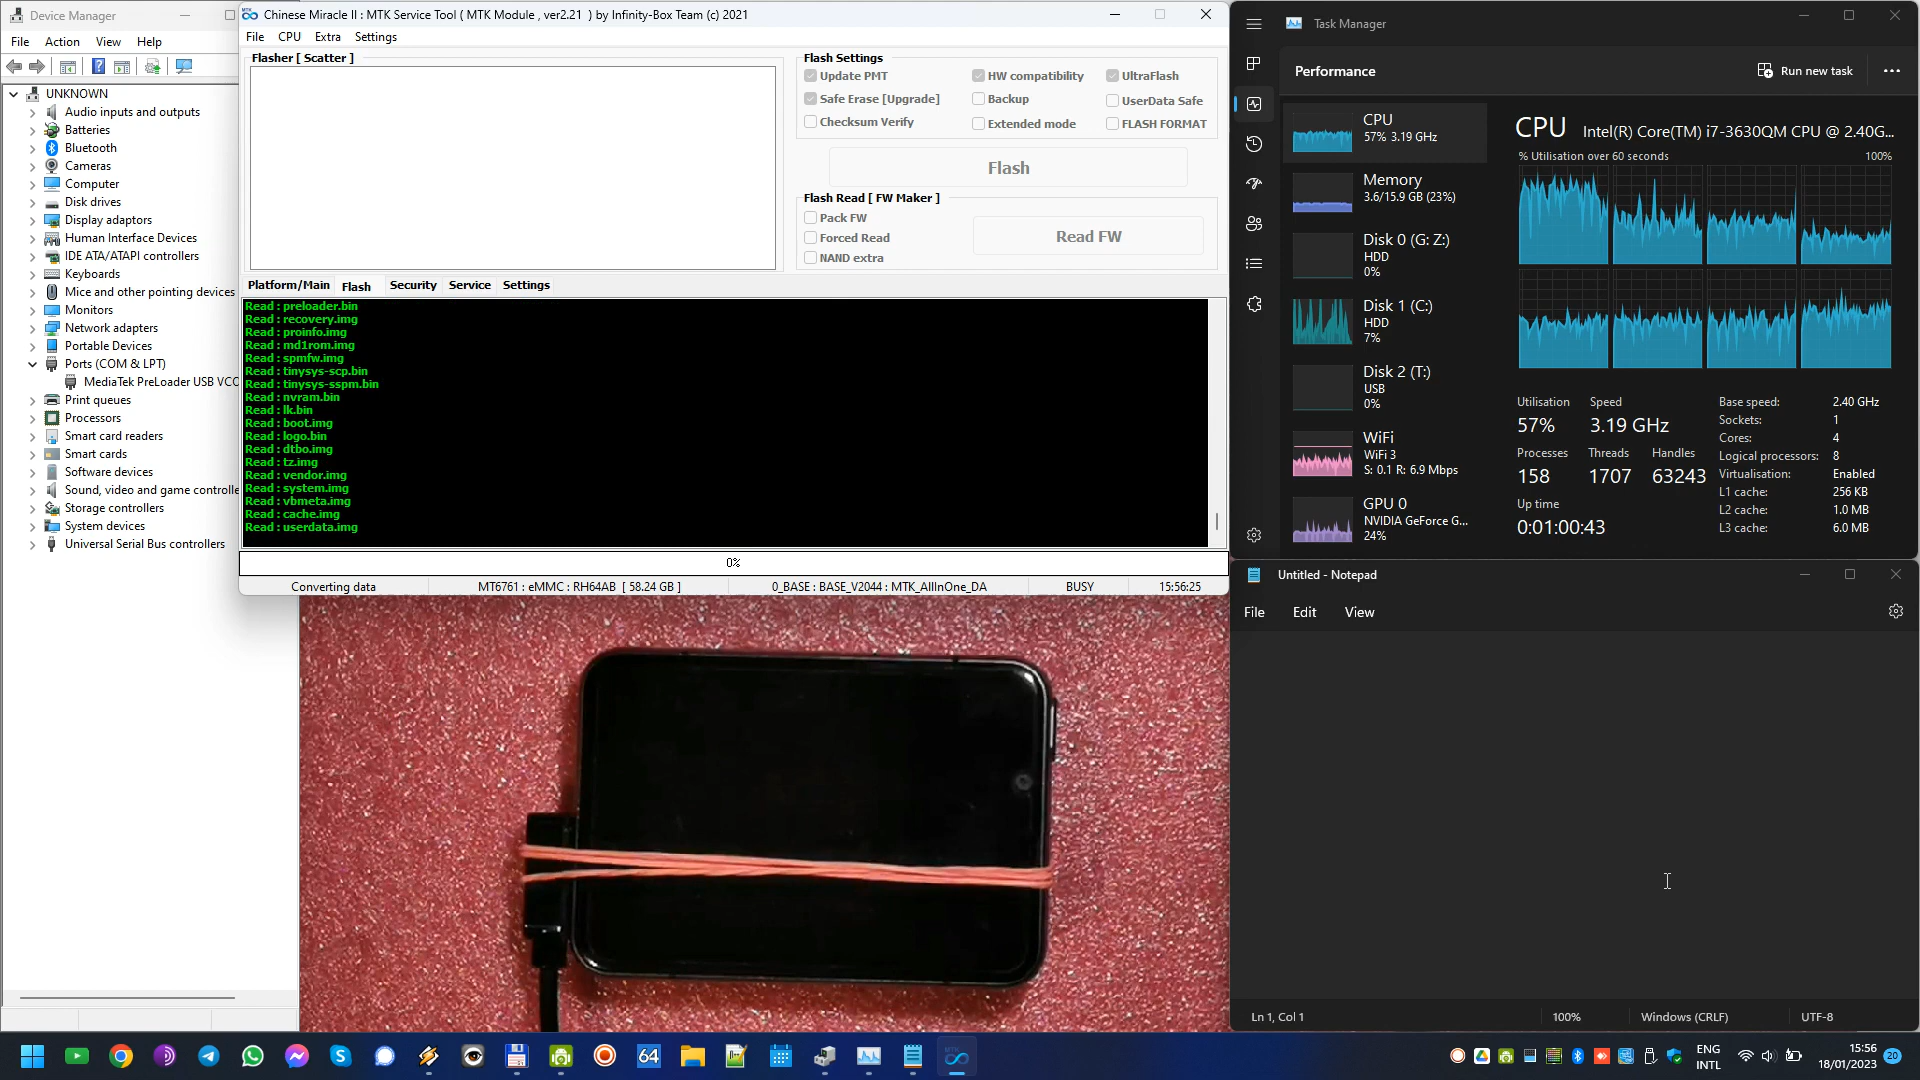 Device Manager
File Action View Help
UNKNOWN
Audio inputs and outputs
Batteries
Bluetooth
Cameras
Computer
Disk drives
Display adaptors
Human Interface Devices
IDE ATA/ATAPI controllers
Keyboards
Mice and other pointing devices
Monitors
Network adapters
Portable Devices
Ports (COM & LPT)
MediaTek PreLoader USB VCO
Print queues
Processors
Smart card readers
Smart cards
Software devices
Sound, video and game controlle
Storage controllers
System devices
Universal Serial Bus controllers
MTK
Chinese Miracle II : MTK Service Tool ( MTK Module , ver2.21 ) by Infinity-Box Team (c) 2021
File CPU Extra Settings
Flasher [ Scatter ]
Flash Settings
Update PMT HW compatibility UltraFlash
Safe Erase [Upgrade] Backup UserData Safe
Checksum Verify Extended mode FLASH FORMAT
Flash
Flash Read [ FW Maker ]
Pack FW
Forced Read
NAND extra
Read FW
Platform/Main Flash Security Service Settings
Read : preloader.bin
Read : recovery.img
Read : proinfo.img
Read : md1rom.img
Read : spmfw.img
Read : tinysys-scp.bin
Read : tinysys-sspm.bin
Read : nvram.bin
Read : lk.bin
Read : boot.img
Read : logo.bin
Read : dtbo.img
Read : tz.img
Read : vendor.img
Read : system.img
Read : vbmeta.img
Read : cache.img
Read : userdata.img
0%
Converting data MT6761 : eMMC : RH64AB [ 58.24 GB ] 0_BASE : BASE_V2044 : MTK_AllInOne_DA BUSY 15:56:25
Task Manager
Performance Run new task
CPU
57% 3.19 GHz
Memory
3.6/15.9 GB (23%)
Disk 0 (G: Z:)
HDD
0%
Disk 1 (C:)
HDD
7%
Disk 2 (T:)
USB
0%
WiFi
WiFi 3
S: 0.1 R: 6.9 Mbps
GPU 0
NVIDIA GeForce G...
24%
CPU Intel(R) Core(TM) i7-3630QM CPU @ 2.40G...
% Utilisation over 60 seconds 100%
Utilisation Speed
57% 3.19 GHz
Processes Threads Handles
158 1707 63243
Up time
0:01:00:43
Base speed: 2.40 GHz
Sockets: 1
Cores: 4
Logical processors: 8
Virtualisation: Enabled
L1 cache: 256 KB
L2 cache: 1.0 MB
L3 cache: 6.0 MB
Untitled - Notepad
File Edit View
Ln 1, Col 1 100% Windows (CRLF) UTF-8
64
MTK
ENG
INTL
15:56
18/01/2023
20